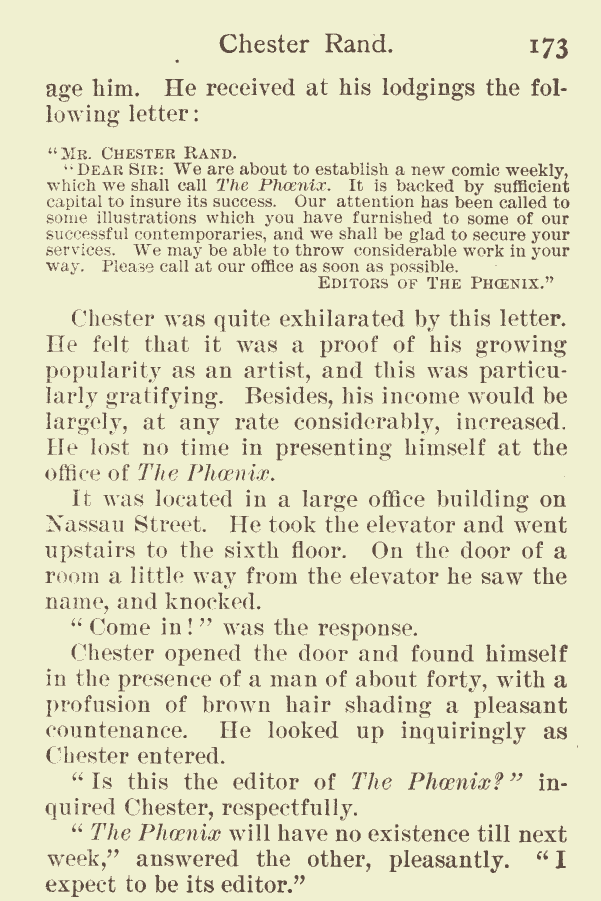 Chester Rand. 173
age him. He received at his lodgings the fol-
lowing letter:
"MR. CHESTER RAND.
"DEAR SIR: We are about to establish a new comic weekly,
which we shall call The Phœnix. It is backed by sufficient
capital to insure its success. Our attention has been called to
some illustrations which you have furnished to some of our
successful contemporaries, and we shall be glad to secure your
services. We may be able to throw considerable work in your
way. Please call at our office as soon as possible.
EDITORS OF THE PHŒNIX."
Chester was quite exhilarated by this letter.
He felt that it was a proof of his growing
popularity as an artist, and this was particu-
larly gratifying. Besides, his income would be
largely, at any rate considerably, increased.
He lost no time in presenting himself at the
office of The Phœnix.
It was located in a large office building on
Nassau Street. He took the elevator and went
upstairs to the sixth floor. On the door of a
room a little way from the elevator he saw the
name, and knocked.
"Come in!" was the response.
Chester opened the door and found himself
in the presence of a man of about forty, with a
profusion of brown hair shading a pleasant
countenance. He looked up inquiringly as
Chester entered.
"Is this the editor of The Phœnix?" in-
quired Chester, respectfully.
"The Phœnix will have no existence till next
week," answered the other, pleasantly. "I
expect to be its editor."